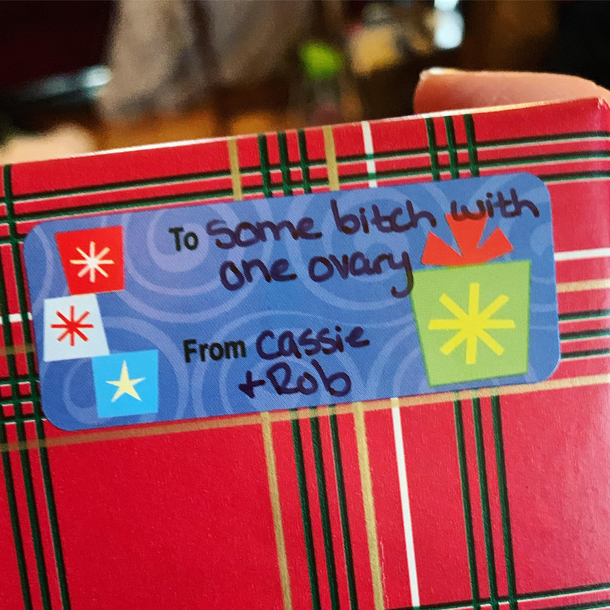 To some bitch with
one ovary
From Cassie
+Rob